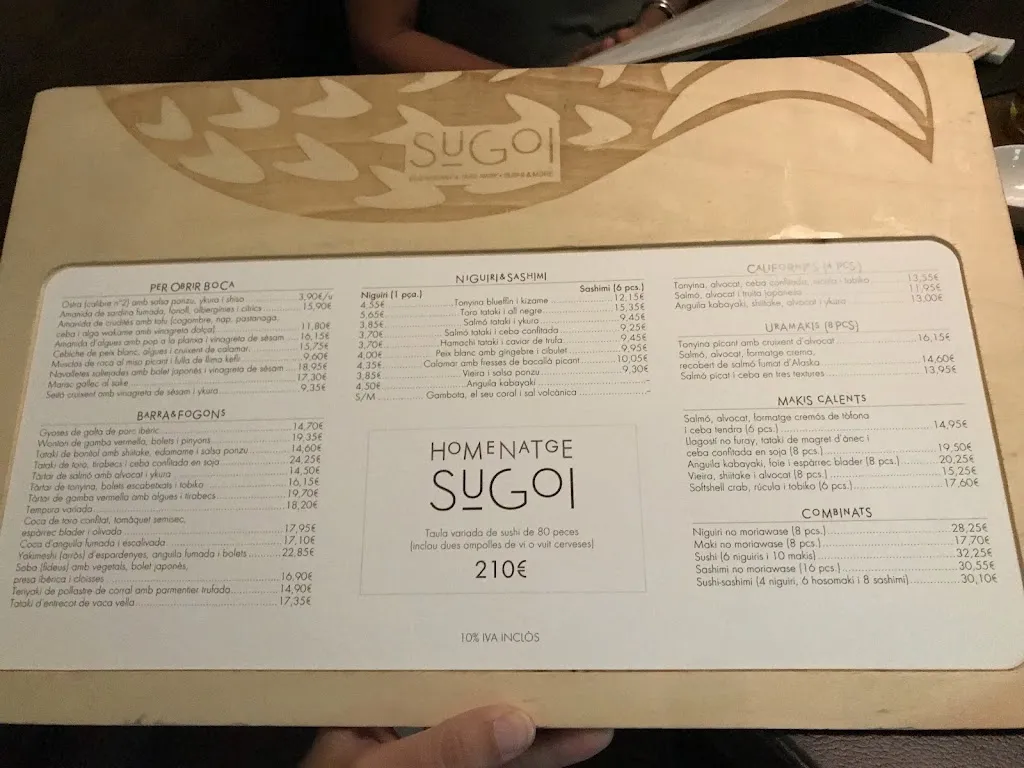 SUGOI
PER OBRIR BOCA
Ostra (calibre nº2) amb salsa ponzu, ykura i shiso 3,90€/u
Amanida de sardina fumada, fonoll, albergínies i cítrics 15,90€
Amanida de crudités amb tofu (cogombre, nap, pastanaga,
ceba i alga wakame amb vinagreta dolça) 11,80€
Amanida d'algues amb pop a la planxa i vinagreta de sèsam 16,15€
Cebiche de peix blanc, algues i cruixent de calamar 15,75€
Musclos de roca al miso picant i fulla de llima kefir 9,60€
Navalletes saltejades amb bolet japonès i vinagreta de sèsam 18,95€
Marisc gallec al sake 17,30€
Seitó cruixent amb vinagreta de sèsam i ykura 9,35€
BARRA&FOGONS
Gyozes de galta de porc ibèric 14,70€
Wonton de gamba vermella, bolets i pinyons 19,35€
Tataki de bonítol amb shiitake, edamame i salsa ponzu 14,60€
Tataki de toro, tirabecs i ceba confitada en soja 24,25€
Tàrtar de salmó amb alvocat i ykura 14,50€
Tàrtar de tonyina, bolets escabetxats i tobiko 16,15€
Tàrtar de gamba vermella amb algues i tirabecs 19,70€
Tempura variada 18,20€
Coca de toro confitat, tomàquet semisec,
espàrrec blader i olivada 17,95€
Coca d'anguila fumada i escalivada 17,10€
Yakimeshi (arròs) d'espardenyes, anguila fumada i bolets 22,85€
Soba (fideus) amb vegetals, bolet japonès,
presa ibèrica i cloïsses 16,90€
Teriyaki de pollastre de corral amb parmentier trufada 14,90€
Tataki d'entrecot de vaca vella 17,35€
NIGUIRI&SASHIMI
Niguiri (1 pça.) Sashimi (6 pcs.)
4,55€ Tonyina bluefin i kizame 12,15€
5,65€ Toro tataki i all negre 15,35€
3,85€ Salmó tataki i ykura 9,45€
3,70€ Salmó tataki i ceba confitada 9,25€
3,70€ Hamachi tataki i caviar de trufa 9,45€
4,00€ Peix blanc amb gingebre i cibulet 9,95€
4,35€ Calamar amb fregses de bacallà picant 10,05€
3,85€ Vieira i salsa ponzu 9,30€
4,50€ Anguila kabayaki -
S/M Gambota, el seu coral i sal volcànica -
HOMENATGE
SUGOI
Taula variada de sushi de 80 peces
(inclou dues ampolles de vi o vuit cerveses)
210€
10% IVA INCLÒS
CALIFORNIAS (4 PCS)
Tonyina, alvocat, ceba confitada, rúcula i tobiko 13,55€
Salmó, alvocat i truita japonesa 11,95€
Anguila kabayaki, shiitake, alvocat i ykura 13,00€
URAMAKIS (8 PCS)
Tonyina picant amb cruixent d'alvocat 16,15€
Salmó, alvocat, formatge crema,
recobert de salmó fumat d'Alaska 14,60€
Salmó picat i ceba en tres textures 13,95€
MAKIS CALENTS
Salmó, alvocat, formatge cremós de tòfona
i ceba tendra (6 pcs.) 14,95€
Llagostí no furay, tataki de magret d'ànec i
ceba confitada en soja (8 pcs.) 19,50€
Anguila kabayaki, foie i espàrrec blader (8 pcs.) 20,25€
Vieira, shiitake i alvocat (8 pcs.) 15,25€
Softshell crab, rúcula i tobiko (6 pcs.) 17,60€
COMBINATS
Niguiri no moriawase (8 pcs.) 28,25€
Maki no moriawase (8 pcs.) 17,70€
Sushi (6 niguiris i 10 makis) 32,25€
Sashimi no moriawase (16 pcs.) 30,55€
Sushi-sashimi (4 niguiri, 6 hosomaki i 8 sashimi) 30,10€